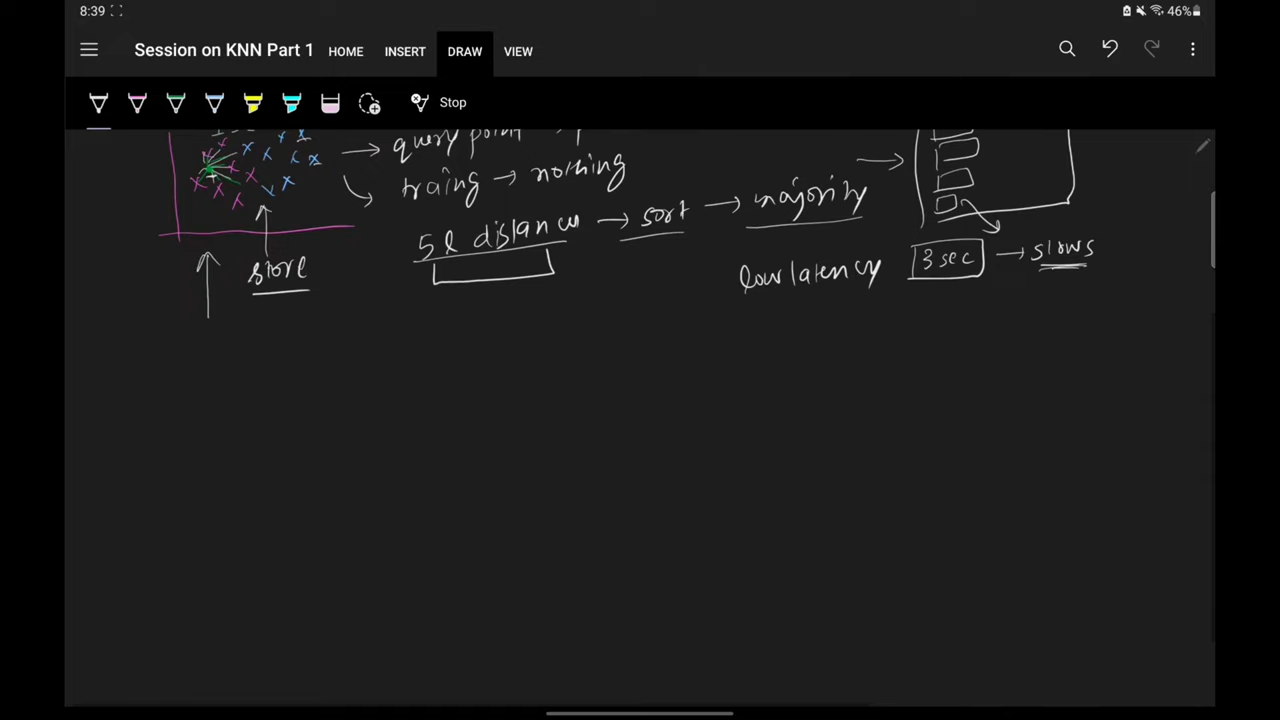 8:39
46%
Session on KNN Part 1 HOME INSERT DRAW VIEW
Stop
→ query point
traing → nothing
5l distances → sort → majority →
store
low latency 3 sec → slows